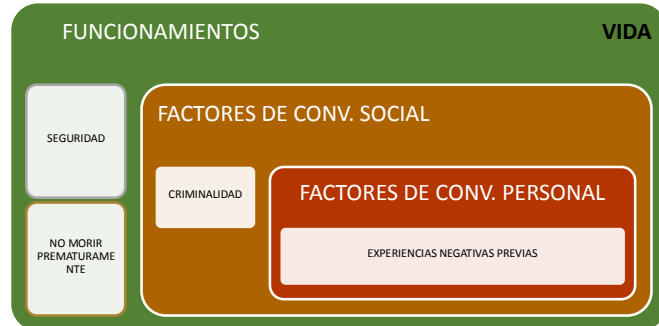 FUNCIONAMIENTOS
VIDA
SEGURIDAD
FACTORES DE CONV. SOCIAL
CRIMINALIDAD
FACTORES DE CONV. PERSONAL
NO MORIR
PREMATURAME
NTE
EXPERIENCIAS NEGATIVAS PREVIAS